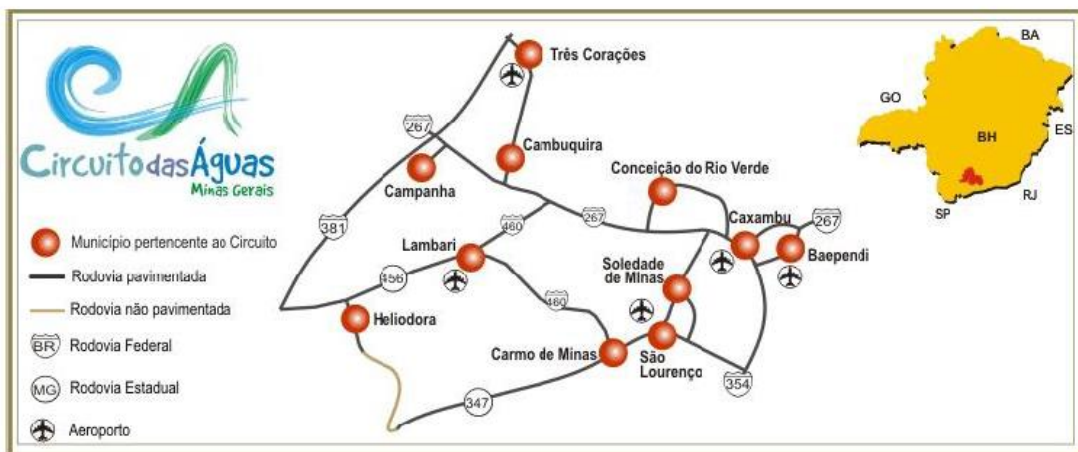 Circuito das Águas
Minas Gerais
Município pertencente ao Circuito
Rodovia pavimentada
Rodovia não pavimentada
BR
Rodovia Federal
MG
Rodovia Estadual
Aeroporto
Três Corações
267
Cambuquira
Campanha
Conceição do Rio Verde
381
460
267
Caxambu
267
Lambari
Baependi
456
Soledade
de Minas
460
Heliodora
Carmo de Minas
São
Lourenço
354
347
BA
GO
BH
ES
SP
RJ